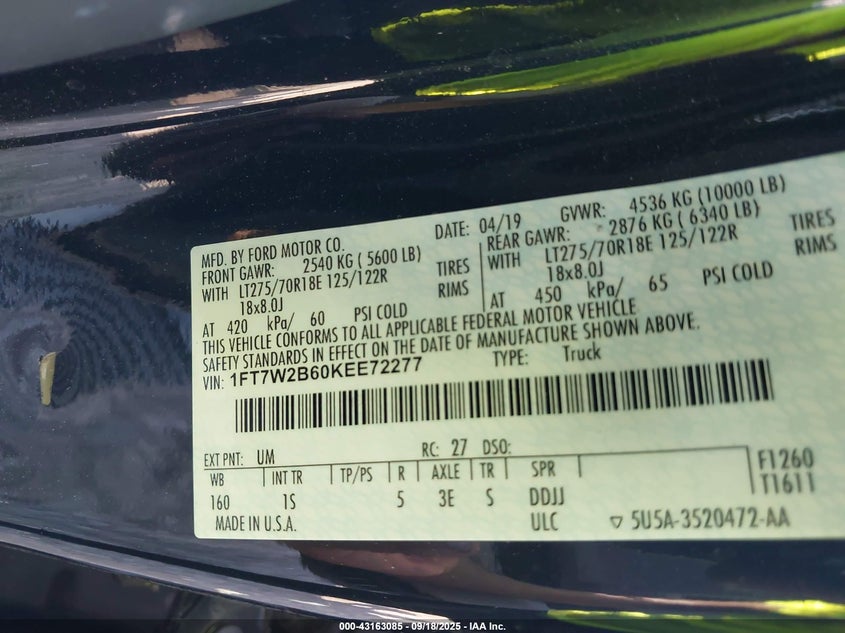 MFD. BY FORD MOTOR CO.
DATE: 04/19 GVWR: 4536 KG (10000 LB)
FRONT GAWR: 2540 KG ( 5600 LB)
REAR GAWR: 2876 KG ( 6340 LB)
WITH LT275/70R18E 125/122R TIRES
WITH LT275/70R18E 125/122R TIRES
18x8.0J RIMS
18x8.0J RIMS
AT 420 kPa/ 60 PSI COLD
AT 450 kPa/ 65 PSI COLD
THIS VEHICLE CONFORMS TO ALL APPLICABLE FEDERAL MOTOR VEHICLE
SAFETY STANDARDS IN EFFECT ON THE DATE OF MANUFACTURE SHOWN ABOVE.
VIN: 1FT7W2B60KEE72277 TYPE: Truck
EXT PNT: UM RC: 27 DSO:
WB INT TR TP/PS R AXLE TR SPR F1260
160 1S 5 3E S DDJJ T1611
MADE IN U.S.A. ULC ▽ 5U5A-3520472-AA
000-43163085 - 09/18/2025 - IAA Inc.